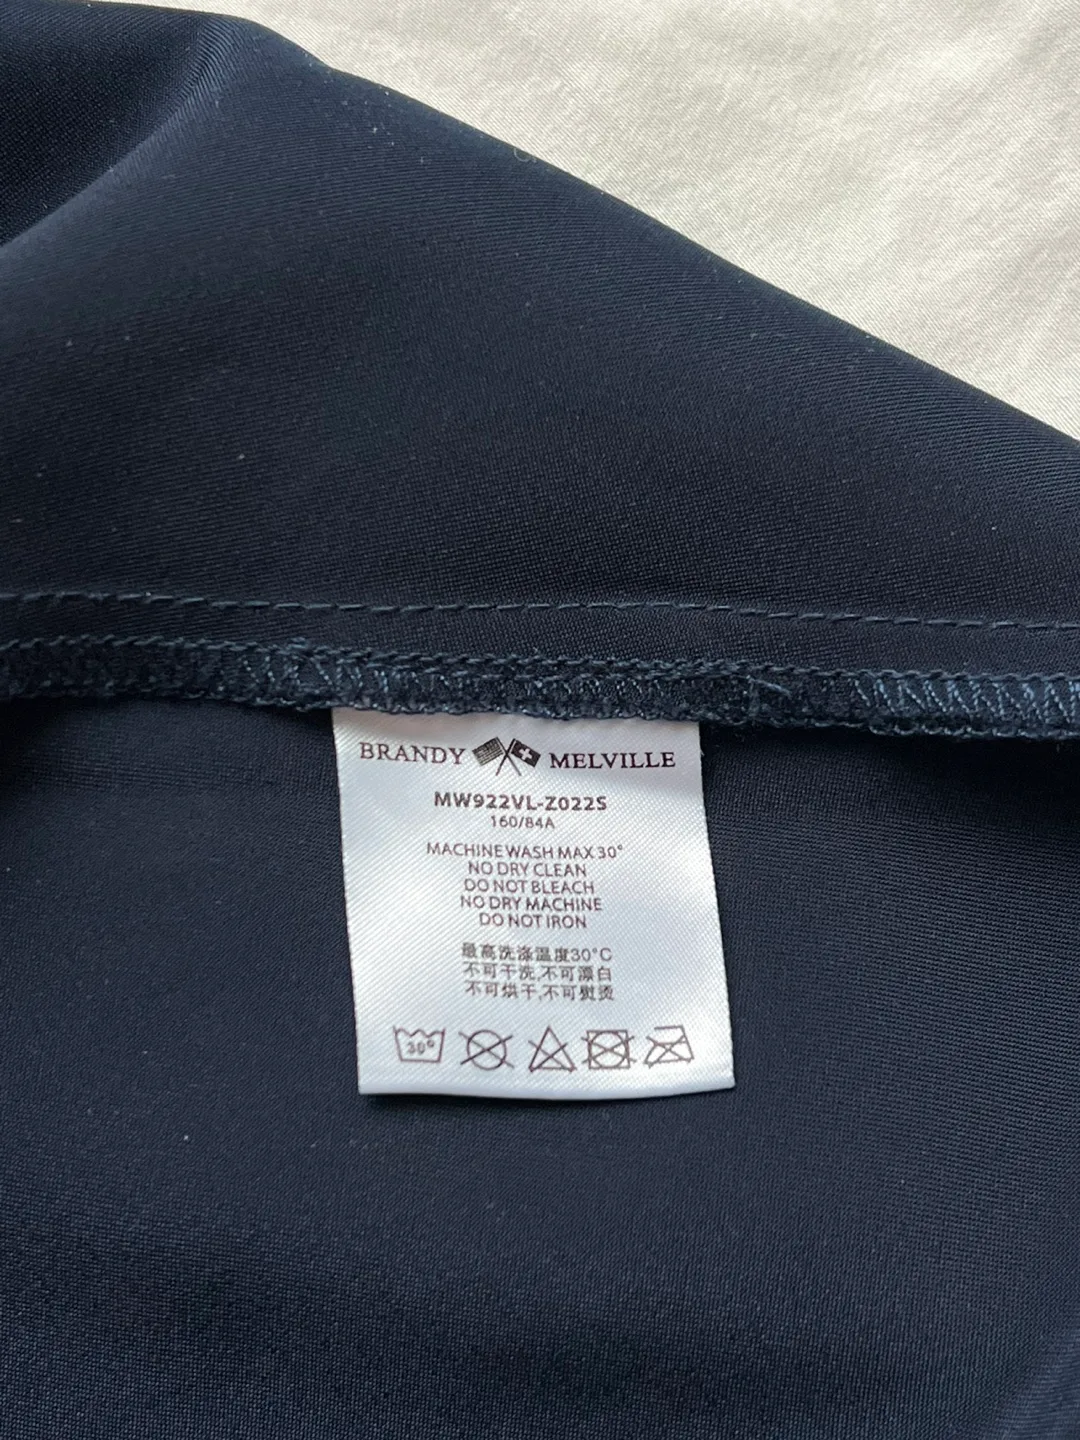 BRANDY MELVILLE
MW922VL-Z022S
160/84A
MACHINE WASH MAX 30°
NO DRY CLEAN
DO NOT BLEACH
NO DRY MACHINE
DO NOT IRON
最高洗涤温度30°C
不可干洗,不可漂白
不可烘干,不可熨烫
30°